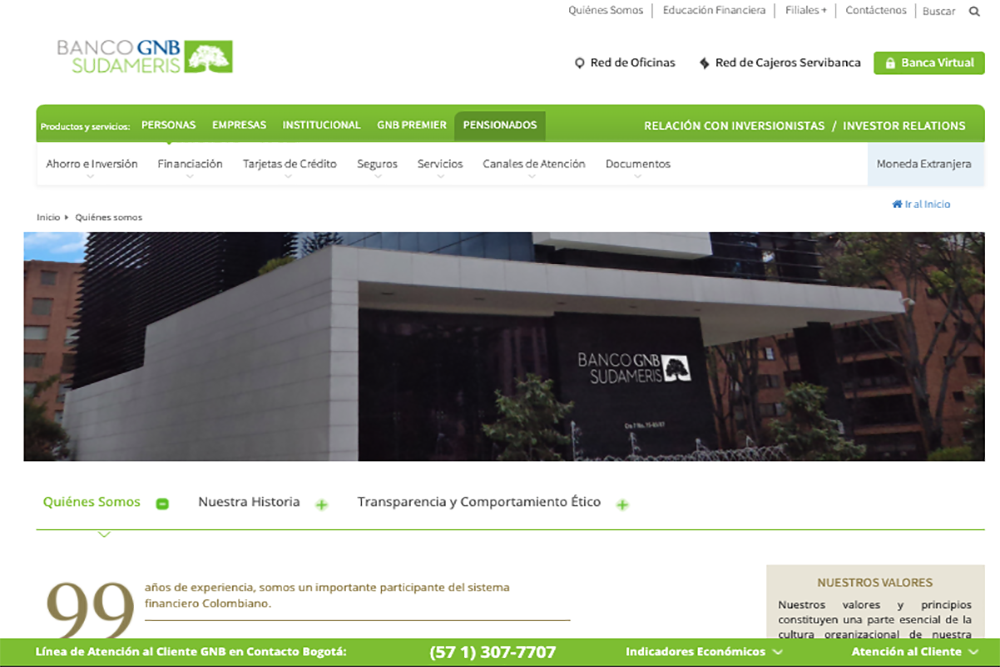 Quiénes Somos | Educación Financiera | Filiales + | Contáctenos | Buscar
BANCO GNB
SUDAMERIS
Red de Oficinas
Red de Cajeros Servibanca
Banca Virtual
Productos y servicios: PERSONAS EMPRESAS INSTITUCIONAL GNB PREMIER PENSIONADOS RELACIÓN CON INVERSIONISTAS / INVESTOR RELATIONS
Ahorro e Inversión Financiación Tarjetas de Crédito Seguros Servicios Canales de Atención Documentos Moneda Extranjera
Ir al Inicio
Inicio Quiénes somos
BANCO GNB
SUDAMERIS
Quiénes Somos Nuestra Historia Transparencia y Comportamiento Ético
99 años de experiencia, somos un importante participante del sistema
financiero Colombiano.
NUESTROS VALORES
Nuestros valores y principios
constituyen una parte esencial de la
cultura organizacional de nuestra
Línea de Atención al Cliente GNB en Contacto Bogotá: (57 1) 307-7707 Indicadores Económicos Atención al Cliente